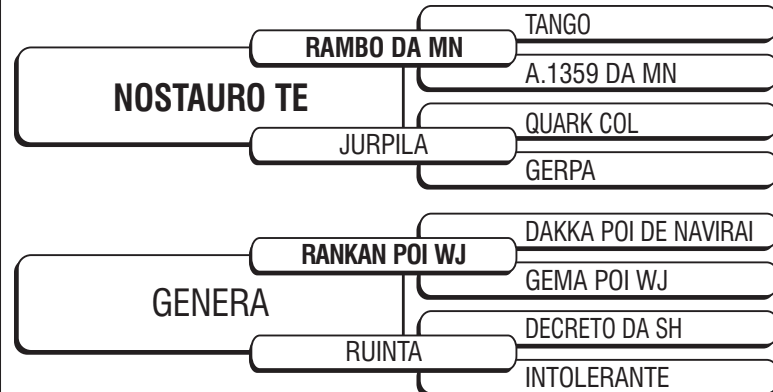 TANGO
RAMBO DA MN
A.1359 DA MN
NOSTAURO TE
QUARK COL
JURPILA
GERPA
DAKKA POI DE NAVIRAI
RANKAN POI WJ
GEMA POI WJ
GENERA
DECRETO DA SH
RUINTA
INTOLERANTE